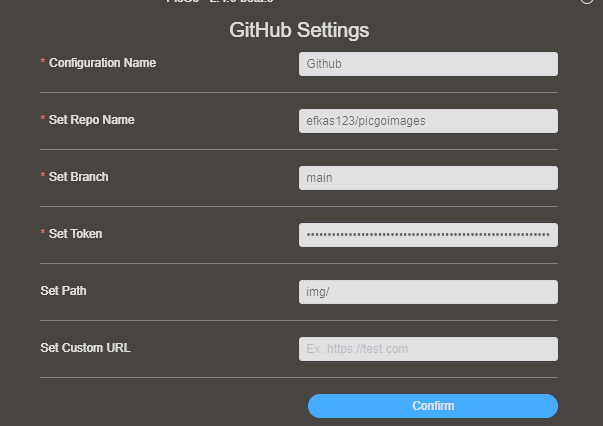 GitHub Settings
* Configuration Name
Github
* Set Repo Name
efkas123/picgoimages
* Set Branch
main
* Set Token
Set Path
img/
Set Custom URL
Ex. https://test.com
Confirm